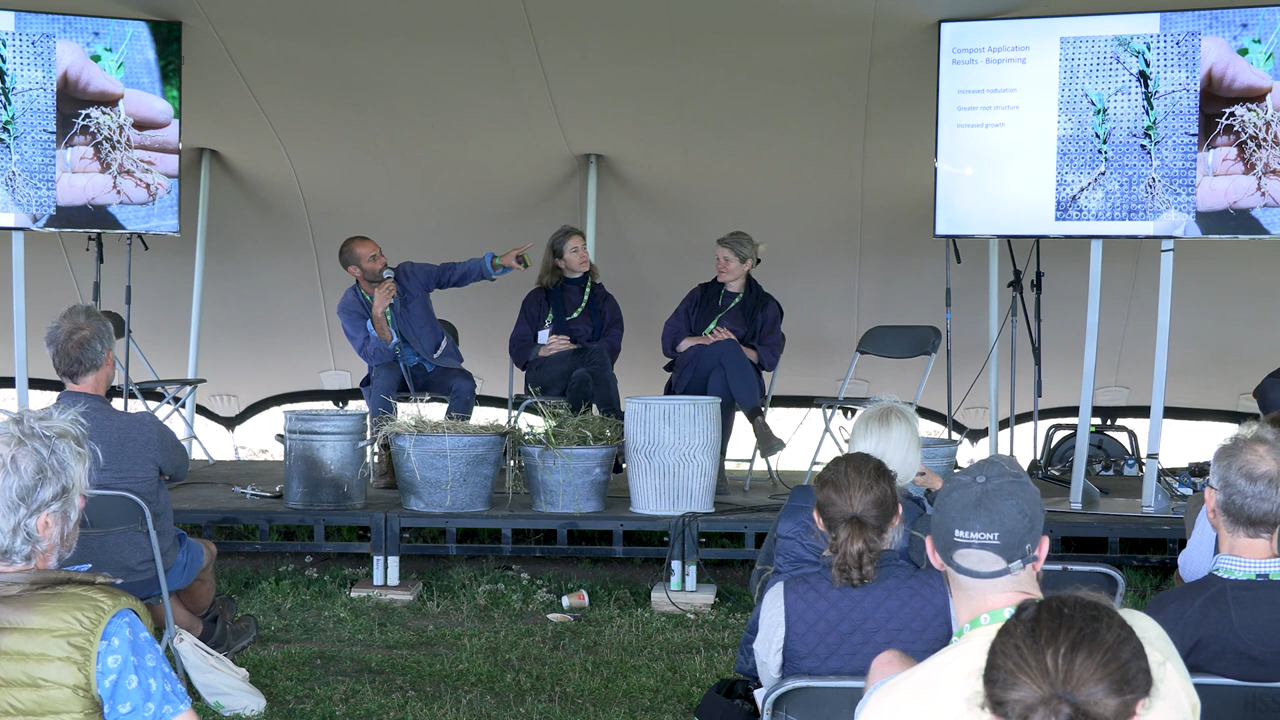 Compost Application
Results - Biopriming
Increased nodulation
Greater root structure
Increased growth
BREMONT